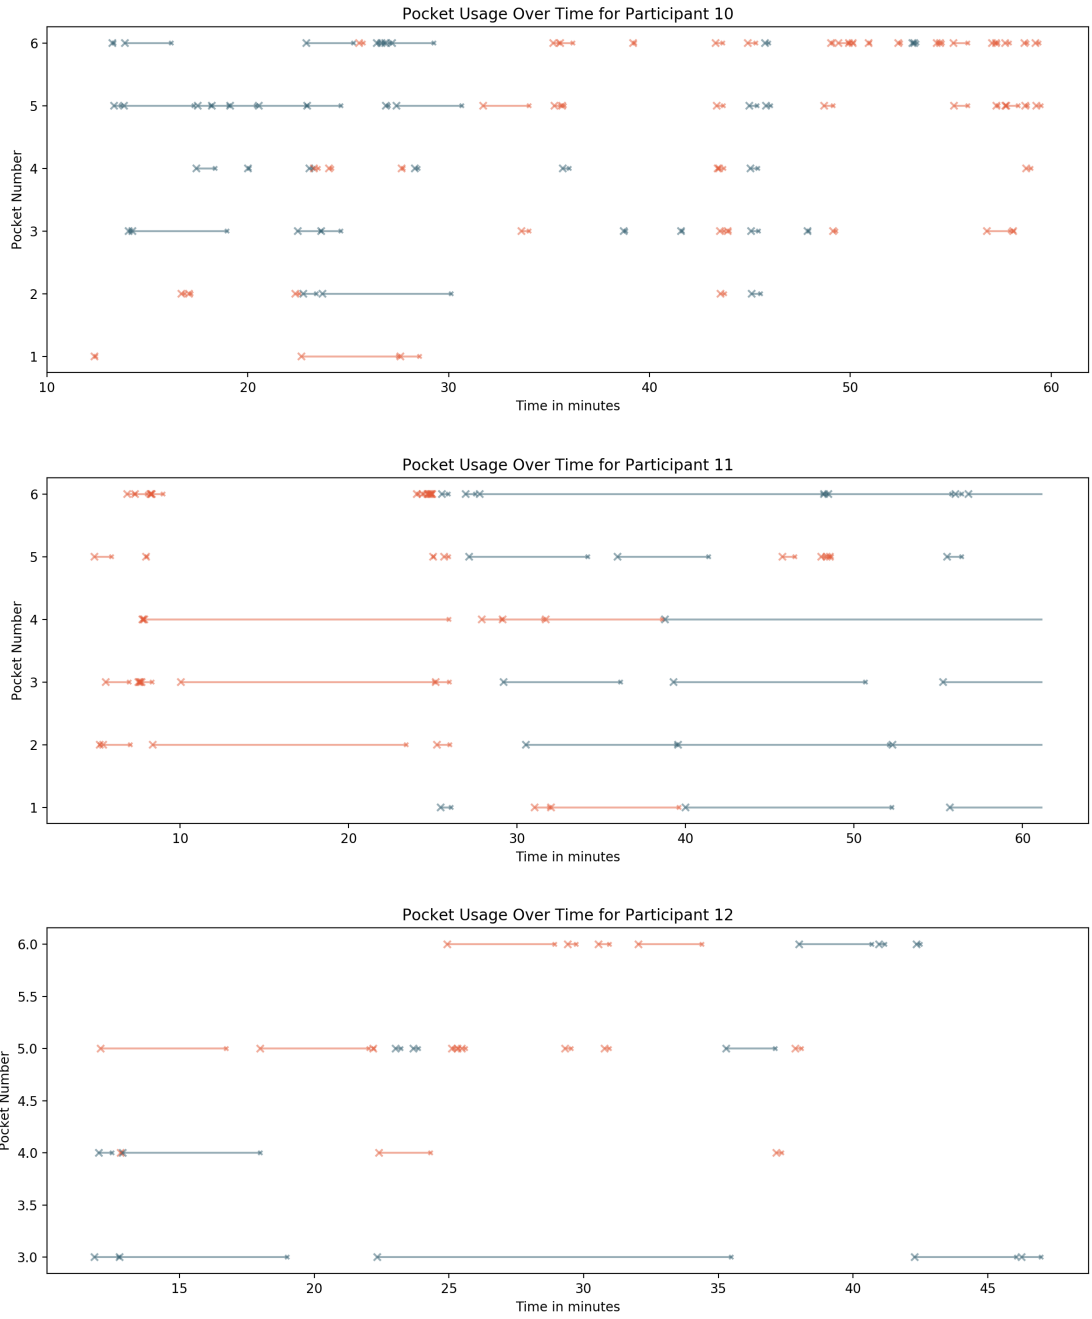 Pocket Usage Over Time for Participant 10
Pocket Number
6
5
4
3
2
1
10 20 30 40 50 60
Time in minutes
Pocket Usage Over Time for Participant 11
Pocket Number
6
5
4
3
2
1
10 20 30 40 50 60
Time in minutes
Pocket Usage Over Time for Participant 12
Pocket Number
6.0
5.5
5.0
4.5
4.0
3.5
3.0
15 20 25 30 35 40 45
Time in minutes